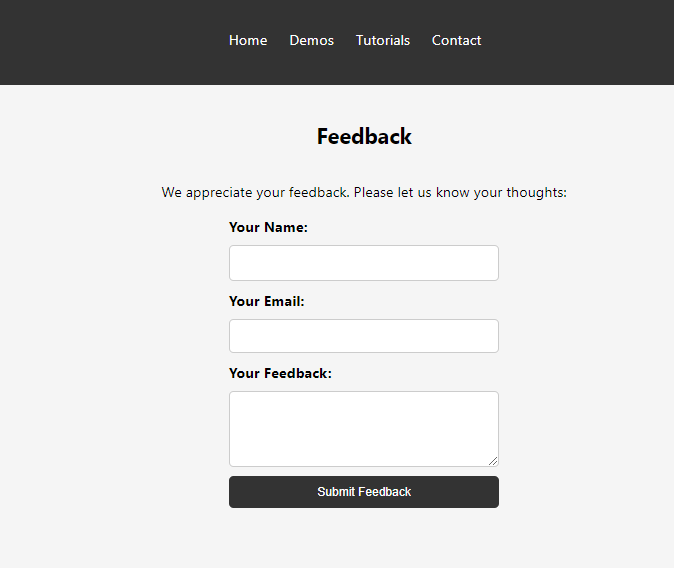 Home Demos Tutorials Contact
Feedback
We appreciate your feedback. Please let us know your thoughts:
Your Name:
Your Email:
Your Feedback:
Submit Feedback